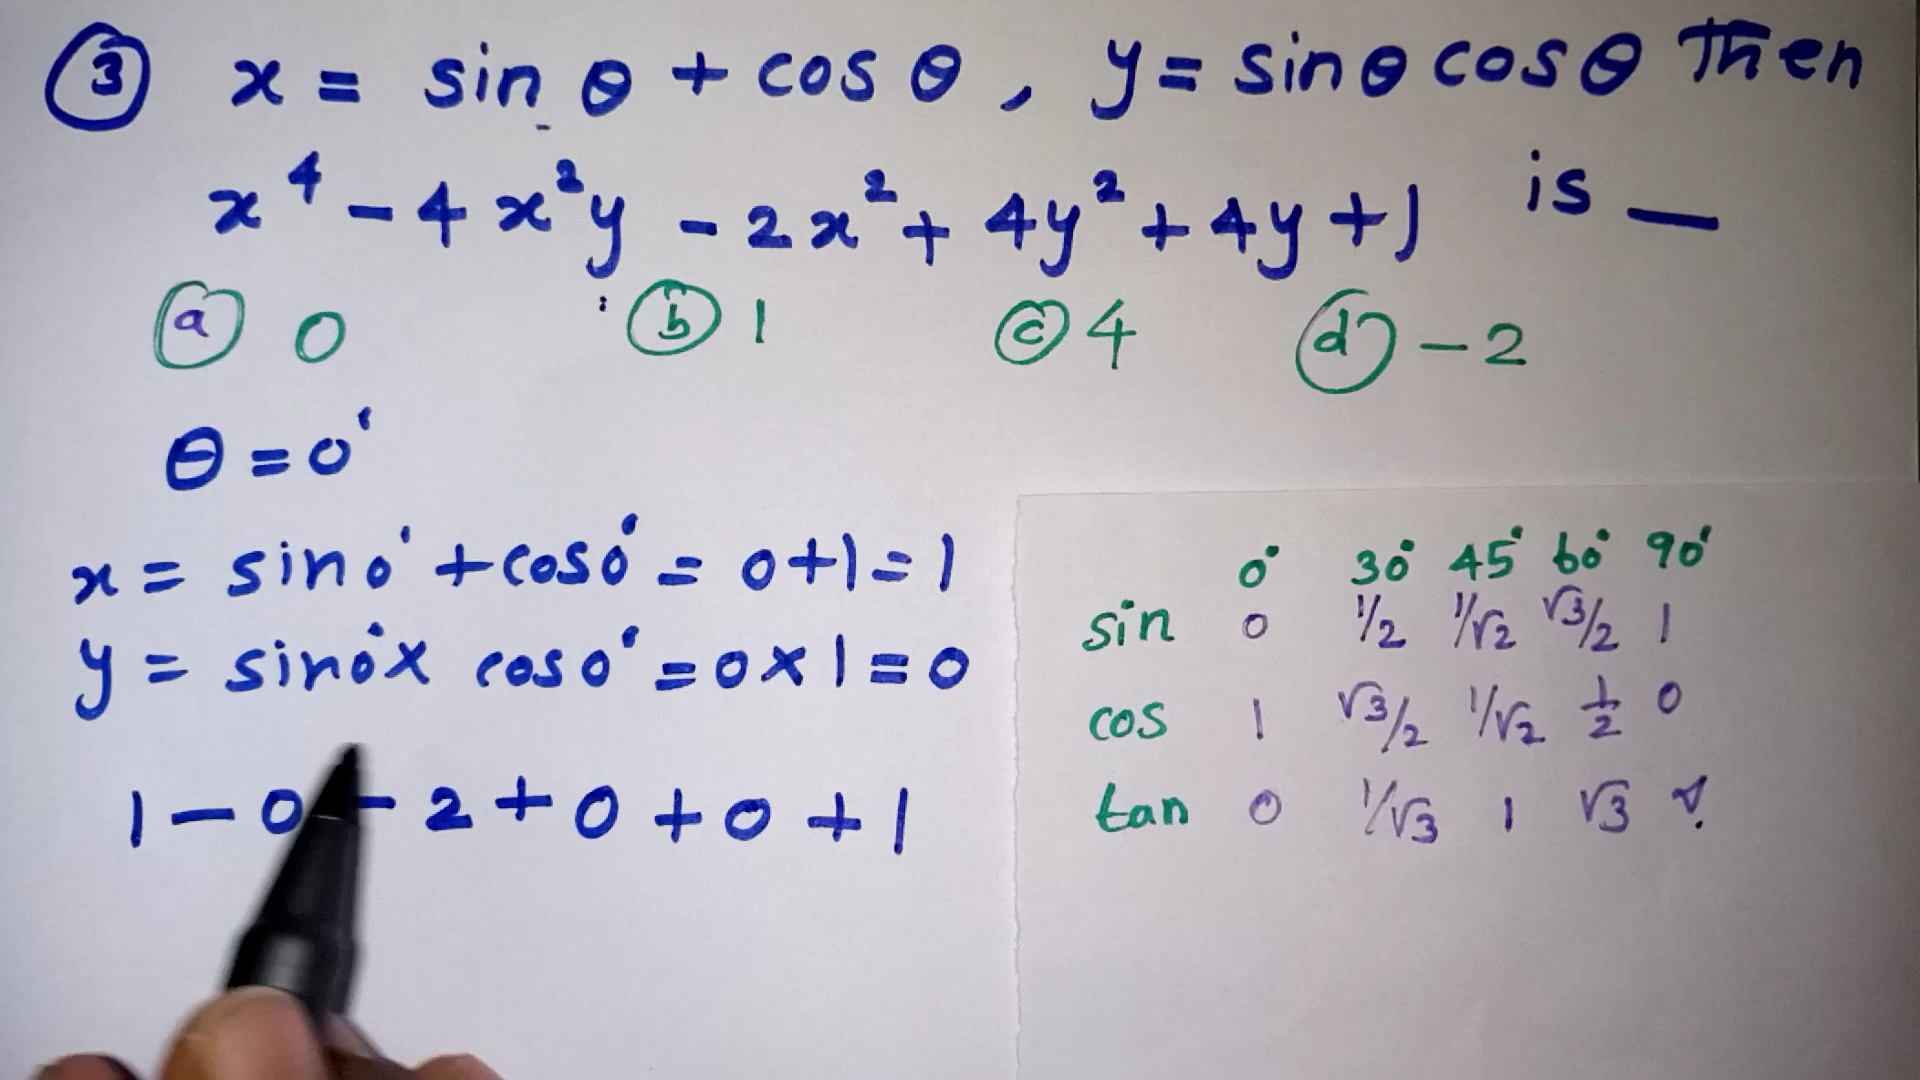 ③ x = sin θ + cos θ, y = sin θ cos θ Then
x⁴ - 4x²y - 2x² + 4y² + 4y + 1 is —
ⓐ 0 ⓑ 1 ⓒ 4 ⓓ -2
θ = 0°
x = sin 0° + cos 0° = 0 + 1 = 1
y = sin 0° x cos 0° = 0 x 1 = 0
1 - 0 - 2 + 0 + 0 + 1
0° 30° 45° 60° 90°
sin 0 1/2 1/√2 √3/2 1
cos 1 √3/2 1/√2 1/2 0
tan 0 1/√3 1 √3